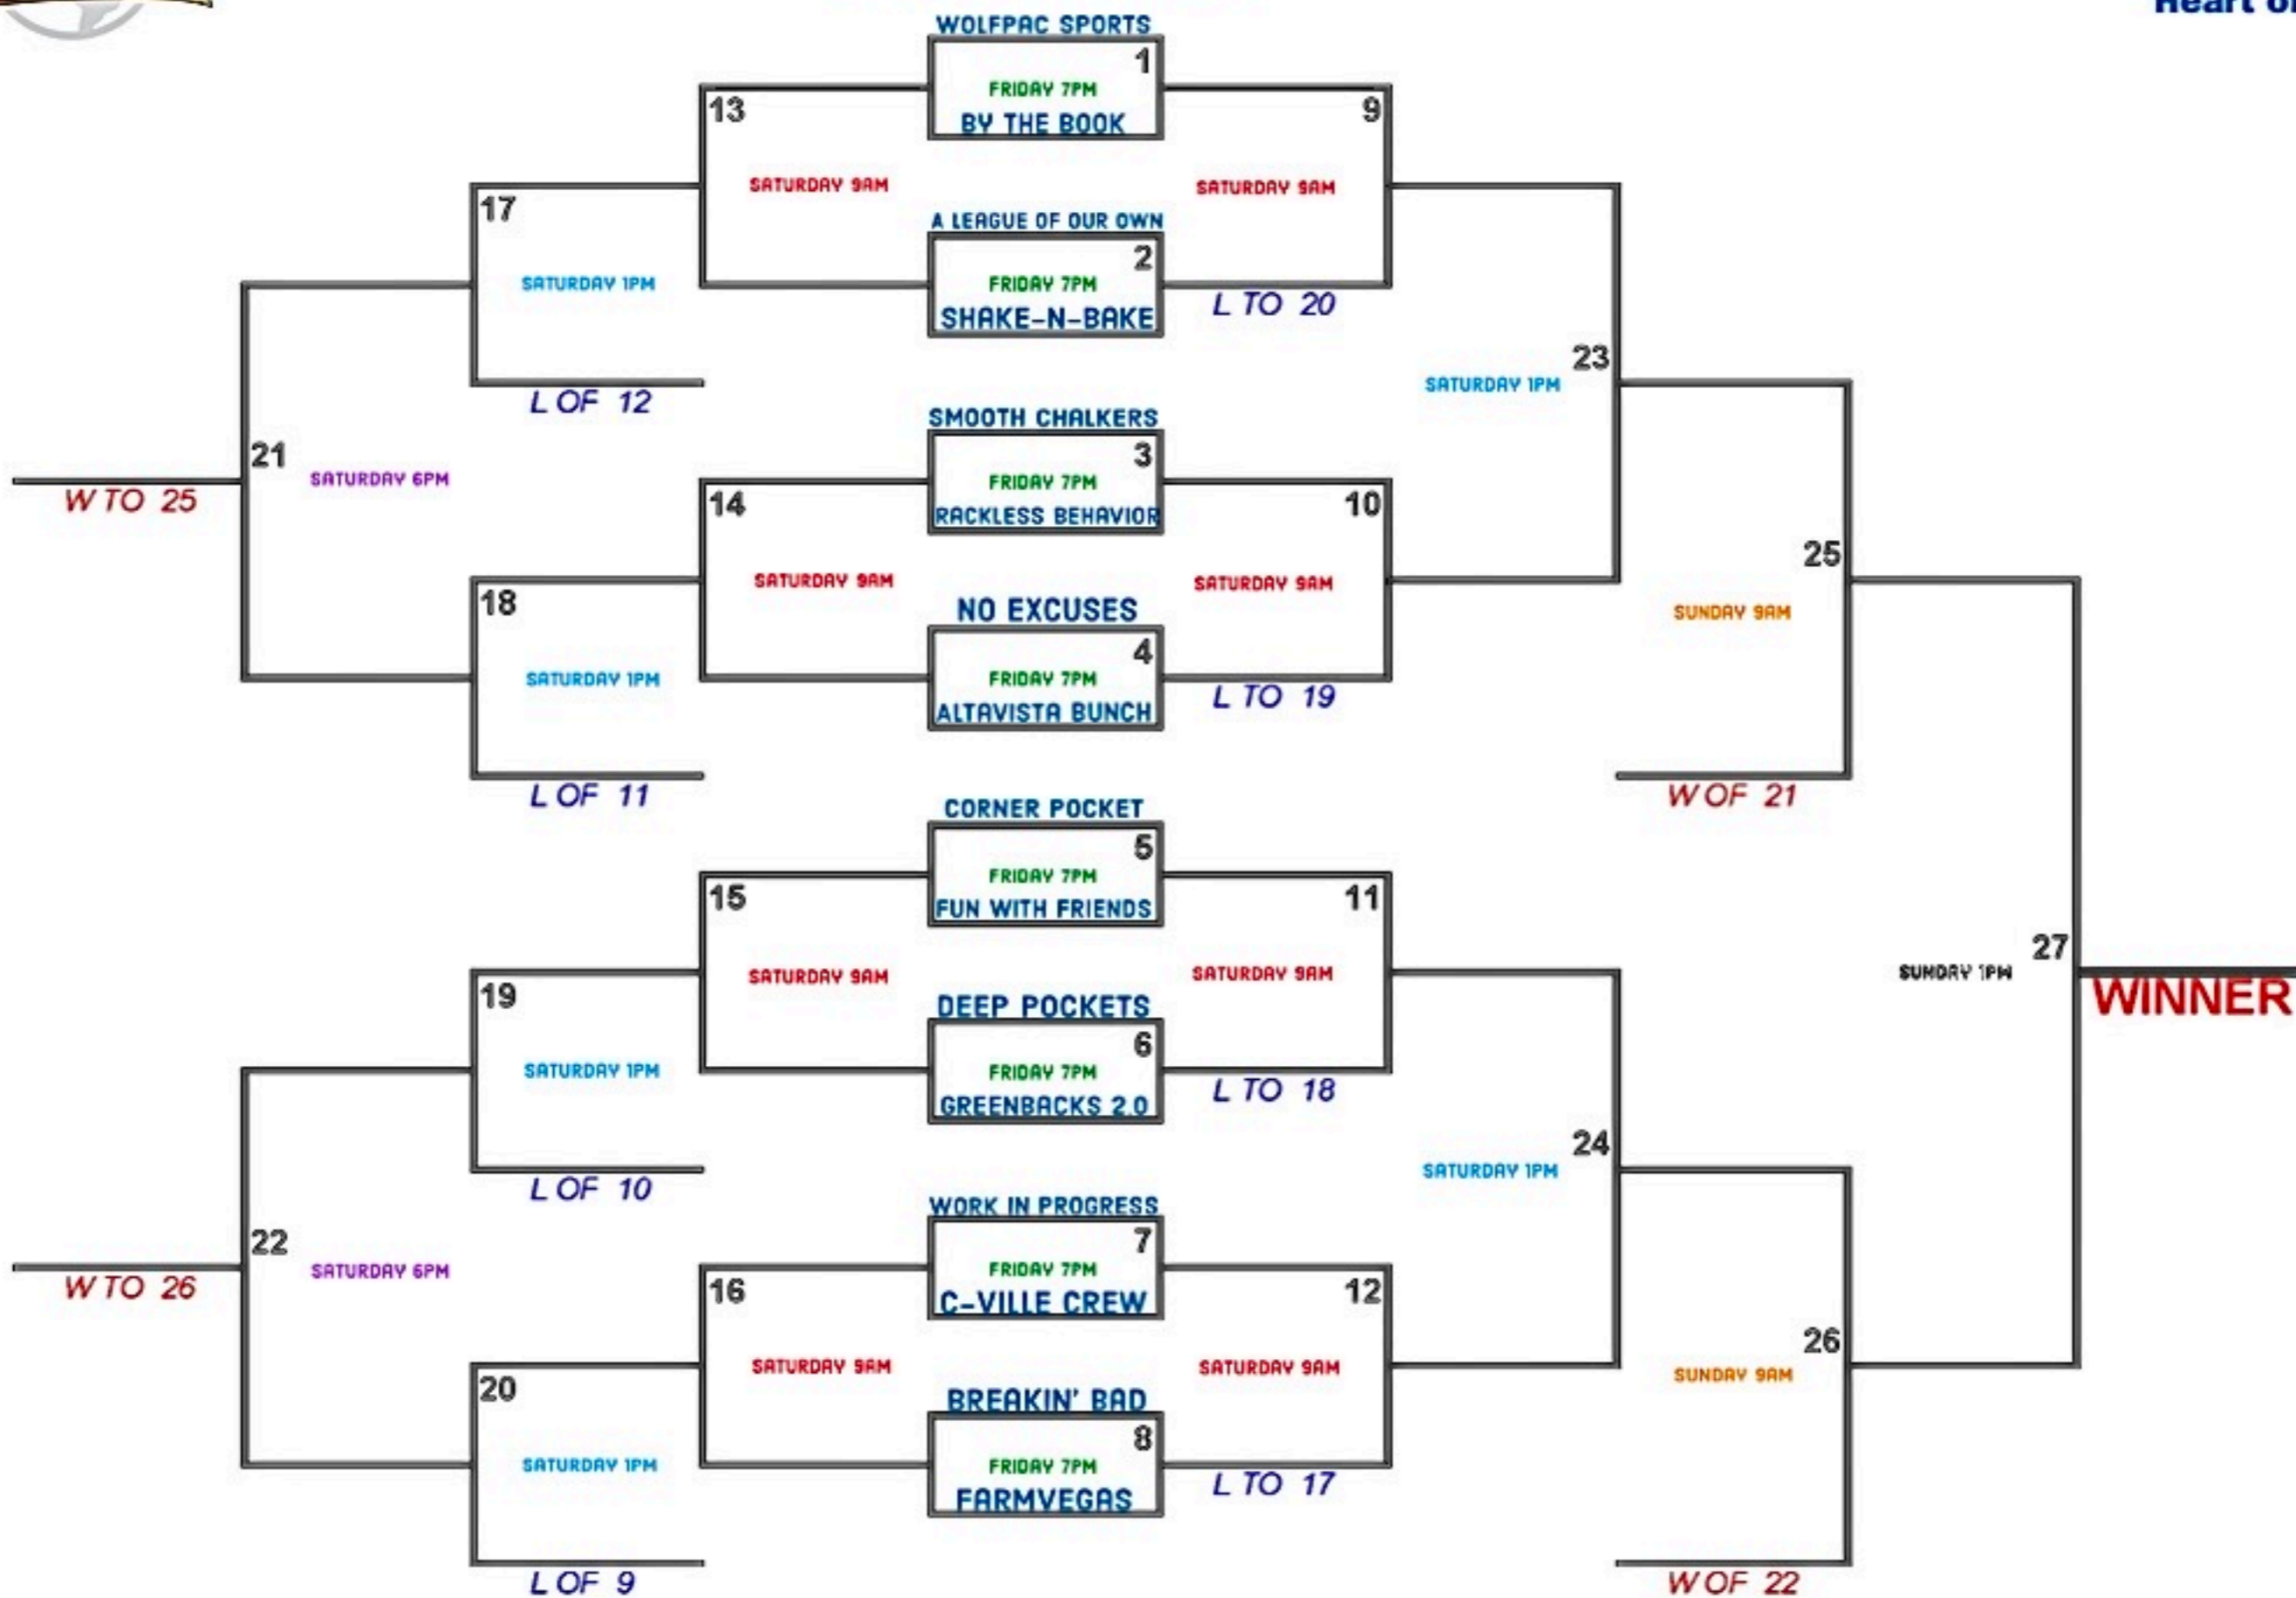 Heart of
WOLFPAC SPORTS
1
FRIDAY 7PM
BY THE BOOK
13
9
SATURDAY 9AM
SATURDAY 9AM
17
A LEAGUE OF OUR OWN
2
FRIDAY 7PM
SHAKE-N-BAKE
SATURDAY 1PM
L TO 20
23
SATURDAY 1PM
L OF 12
SMOOTH CHALKERS
3
FRIDAY 7PM
RACKLESS BEHAVIOR
21
SATURDAY 6PM
W TO 25
14
10
SATURDAY 9AM
SATURDAY 9AM
25
18
NO EXCUSES
4
FRIDAY 7PM
ALTAVISTA BUNCH
SUNDAY 9AM
SATURDAY 1PM
L TO 19
L OF 11
W OF 21
CORNER POCKET
5
FRIDAY 7PM
FUN WITH FRIENDS
15
11
27
SATURDAY 9AM
SATURDAY 9AM
SUNDAY 1PM
WINNER
19
DEEP POCKETS
6
FRIDAY 7PM
GREENBACKS 2.0
SATURDAY 1PM
L TO 18
24
SATURDAY 1PM
L OF 10
WORK IN PROGRESS
7
FRIDAY 7PM
C-VILLE CREW
22
SATURDAY 6PM
W TO 26
16
12
26
SATURDAY 9AM
SATURDAY 9AM
SUNDAY 9AM
20
BREAKIN' BAD
8
FRIDAY 7PM
FARMVEGAS
SATURDAY 1PM
L TO 17
L OF 9
W OF 22